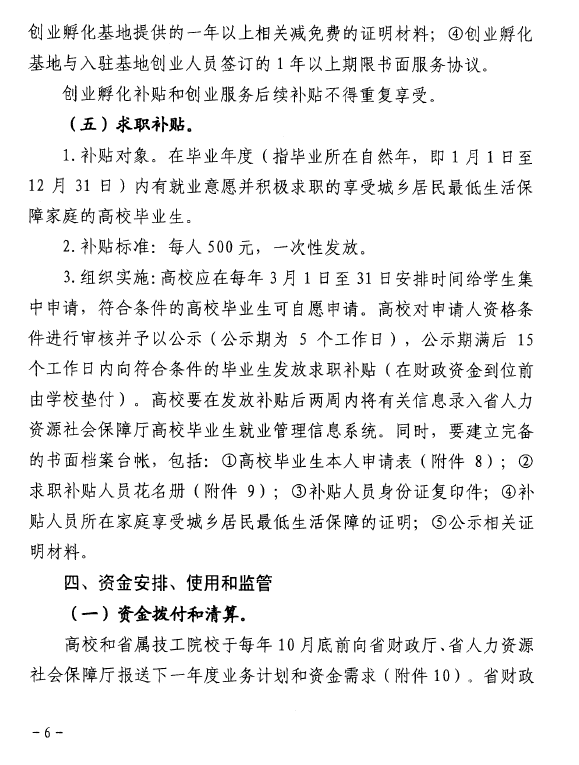 创业孵化基地提供的一年以上相关减免费的证明材料；④创业孵化
基地与入驻基地创业人员签订的1年以上期限书面服务协议。
创业孵化补贴和创业服务后续补贴不得重复享受。
（五）求职补贴。
1.补贴对象。在毕业年度（指毕业所在自然年，即1月1日至
12月31日）内有就业意愿并积极求职的享受城乡居民最低生活保
障家庭的高校毕业生。
2.补贴标准：每人500元，一次性发放。
3.组织实施：高校应在每年3月1日至31日安排时间给学生集
中申请，符合条件的高校毕业生可自愿申请。高校对申请人资格条
件进行审核并予以公示（公示期为5个工作日），公示期满后15
个工作日内向符合条件的毕业生发放求职补贴（在财政资金到位前
由学校垫付）。高校要在发放补贴后两周内将有关信息录入省人力
资源社会保障厅高校毕业生就业管理信息系统。同时，要建立完备
的书面档案台帐，包括：①高校毕业生本人申请表（附件8）；②
求职补贴人员花名册（附件9）；③补贴人员身份证复印件；④补
贴人员所在家庭享受城乡居民最低生活保障的证明；⑤公示相关证
明材料。
四、资金安排、使用和监管
（一）资金拨付和清算。
高校和省属技工院校于每年10月底前向省财政厅、省人力资源
社会保障厅报送下一年度业务计划和资金需求（附件10）。省财政
－6－